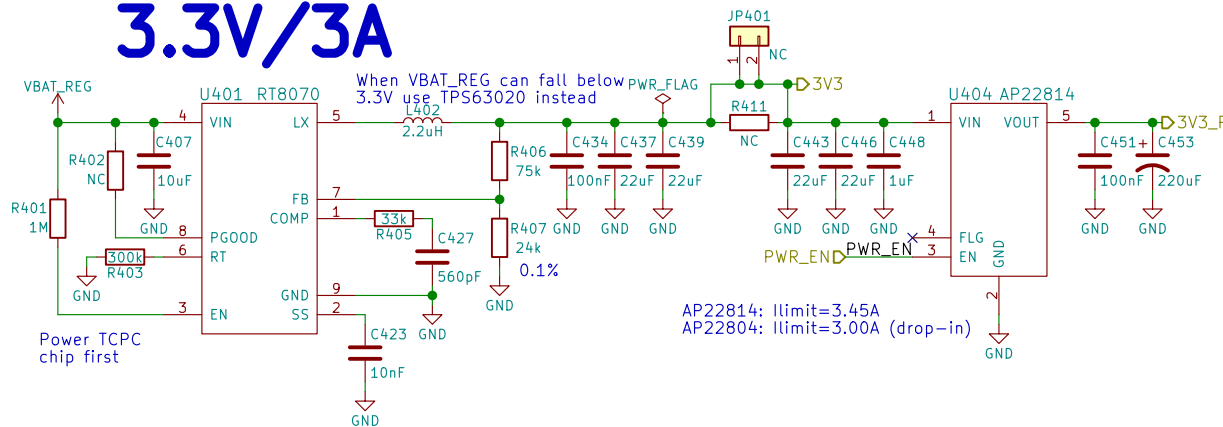 3.3V/3A
JP401
NC
1
2
VBAT_REG
When VBAT_REG can fall below
3.3V use TPS63020 instead
PWR_FLAG
3V3
U401 RT8070
L402
2.2uH
R411
NC
U404 AP22814
4 VIN
LX 5
1 VIN
VOUT 5
3V3_P
R402
NC
C407
10uF
GND
R406
75k
C434
100nF
GND
C437
22uF
GND
C439
22uF
GND
C443
22uF
GND
C446
22uF
GND
C448
1uF
GND
C451
100nF
GND
+
C453
220uF
GND
R401
1M
FB 7
COMP 1
33k
R405
R407
24k
0.1%
GND
8 PGOOD
6 RT
300k
R403
GND
C427
560pF
GND
GND 9
3 EN
SS 2
C423
10nF
GND
Power TCPC
chip first
4 FLG
3 EN
GND
2
GND
PWR_EN
PWR_EN
AP22814: Ilimit=3.45A
AP22804: Ilimit=3.00A (drop-in)